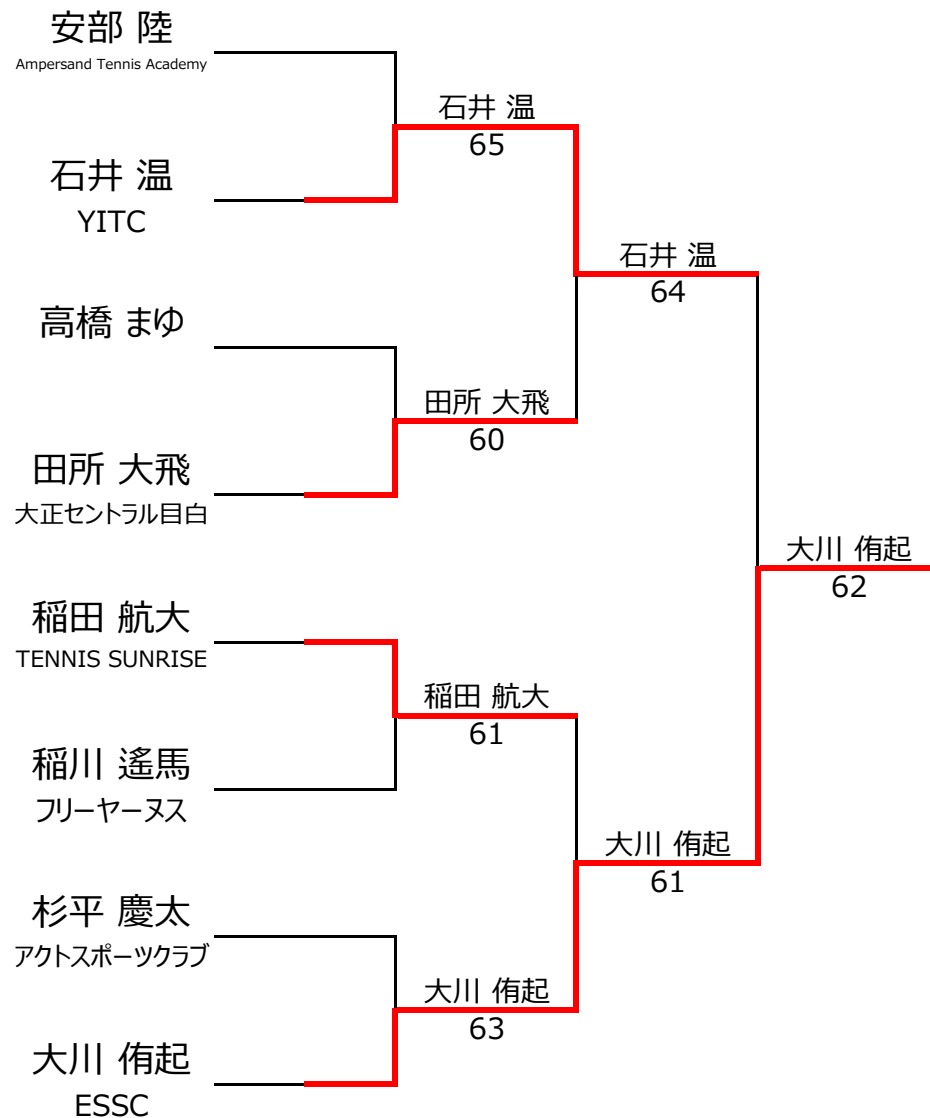 安部 陸
Ampersand Tennis Academy
石井 温
65
石井 温
YITC
石井 温
64
高橋 まゆ
田所 大飛
60
田所 大飛
大正セントラル目白
大川 侑起
62
稲田 航大
TENNIS SUNRISE
稲田 航大
61
稲川 遙馬
フリーヤーヌス
大川 侑起
61
杉平 慶太
アクトスポーツクラブ
大川 侑起
63
大川 侑起
ESSC